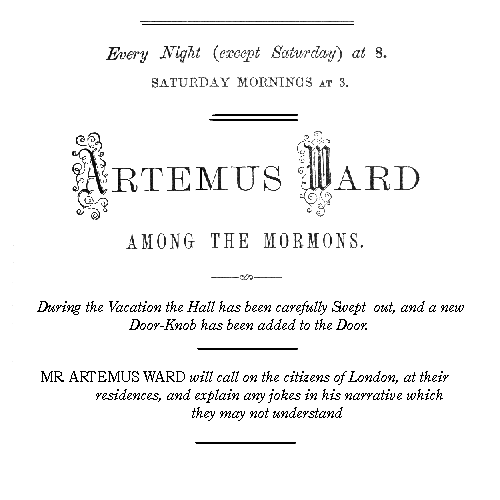 Every Night (except Saturday) at 8.
SATURDAY MORNINGS AT 3.
ARTEMUS WARD
AMONG THE MORMONS.
During the Vacation the Hall has been carefully Swept out, and a new
Door-Knob has been added to the Door.
MR. ARTEMUS WARD will call on the citizens of London, at their
residences, and explain any jokes in his narrative which
they may not understand